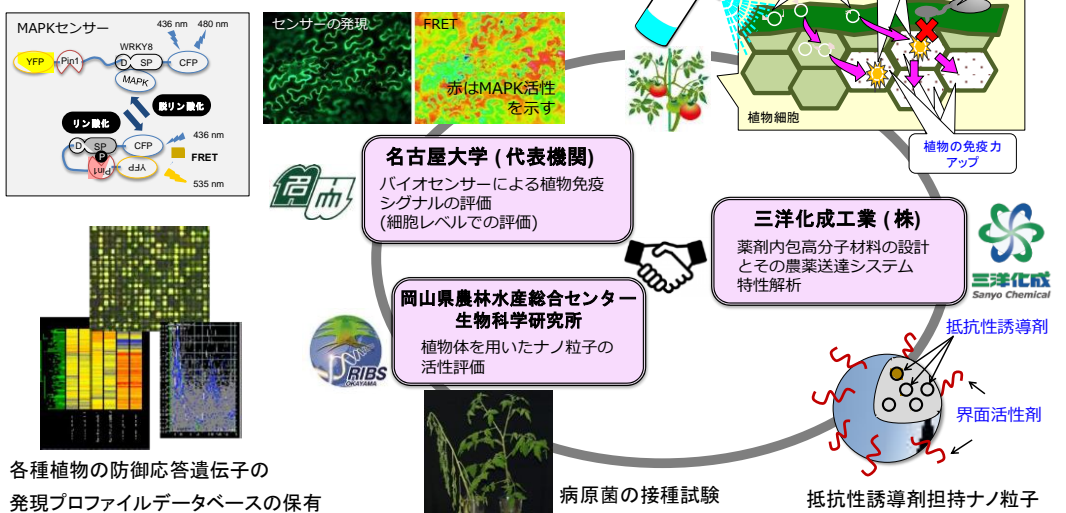 MAPKセンサー
436 nm
480 nm
WRKY8
YFP
Pin1
D
SP
CFP
MAPK
脱リン酸化
リン酸化
436 nm
D
SP
CFP
P
Pin1
YFP
FRET
535 nm
センサーの発現
FRET
赤はMAPK活性
を示す
植物細胞
植物の免疫力
アップ
名古屋大学 (代表機関)
バイオセンサーによる植物免疫
シグナルの評価
(細胞レベルでの評価)
三洋化成工業 (株)
薬剤内包高分子材料の設計
とその農薬送達システム
特性解析
三洋化成
Sanyo Chemical
岡山県農林水産総合センター
生物科学研究所
植物体を用いたナノ粒子の
活性評価
RIBS
OKAYAMA
抵抗性誘導剤
界面活性剤
各種植物の防御応答遺伝子の
発現プロファイルデータベースの保有
病原菌の接種試験
抵抗性誘導剤担持ナノ粒子